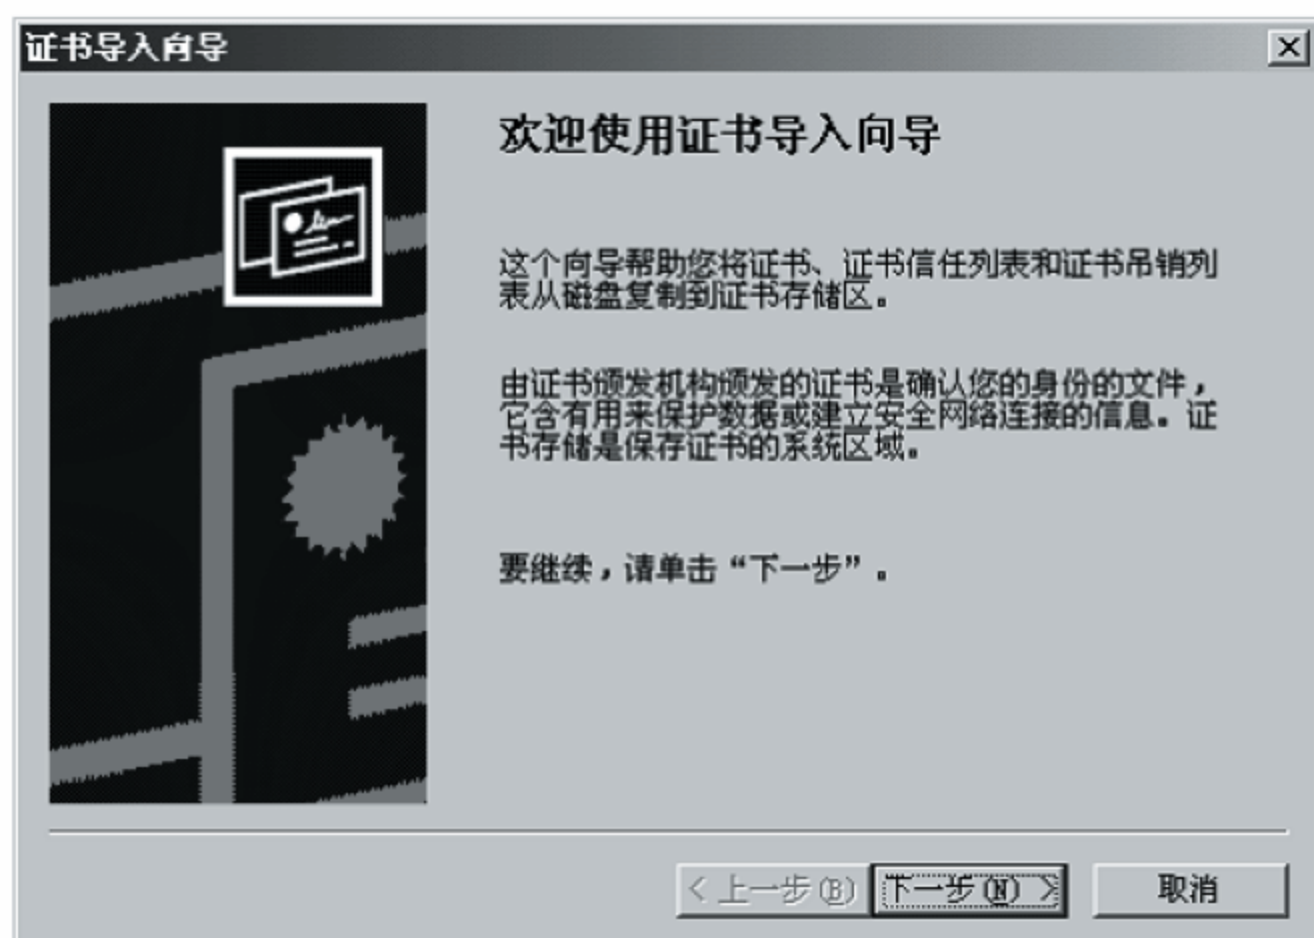 证书导入向导
欢迎使用证书导入向导
这个向导帮助您将证书、证书信任列表和证书吊销列
表从磁盘复制到证书存储区。
由证书颁发机构颁发的证书是确认您的身份的文件，
它含有用来保护数据或建立安全网络连接的信息。证
书存储是保存证书的系统区域。
要继续，请单击“下一步”。
< 上一步(B) 下一步(N) > 取消